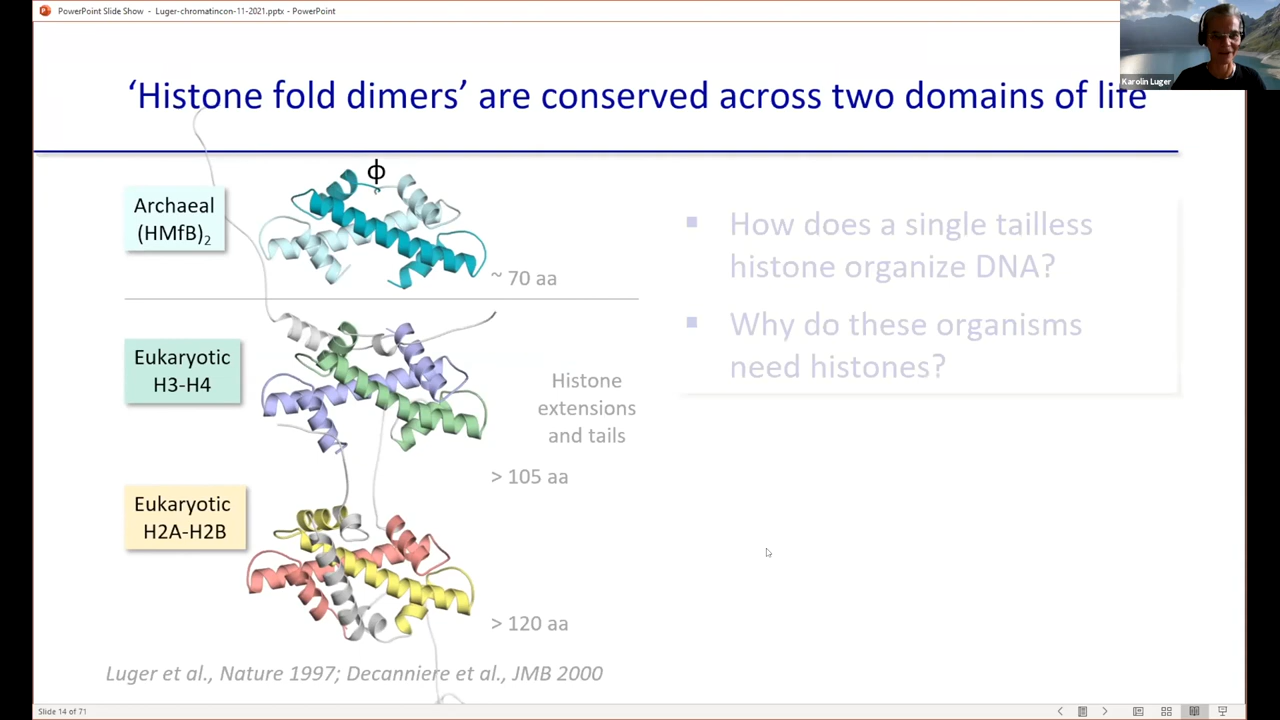 PowerPoint Slide Show - Luger-chromatincon-11-2021.pptx - PowerPoint
Karolin Luger
‘Histone fold dimers’ are conserved across two domains of life
ϕ
Archaeal
(HMfB)2
~ 70 aa
Eukaryotic
H3-H4
Histone
extensions
and tails
> 105 aa
Eukaryotic
H2A-H2B
> 120 aa
▪ How does a single tailless
histone organize DNA?
▪ Why do these organisms
need histones?
Luger et al., Nature 1997; Decanniere et al., JMB 2000
Slide 14 of 71